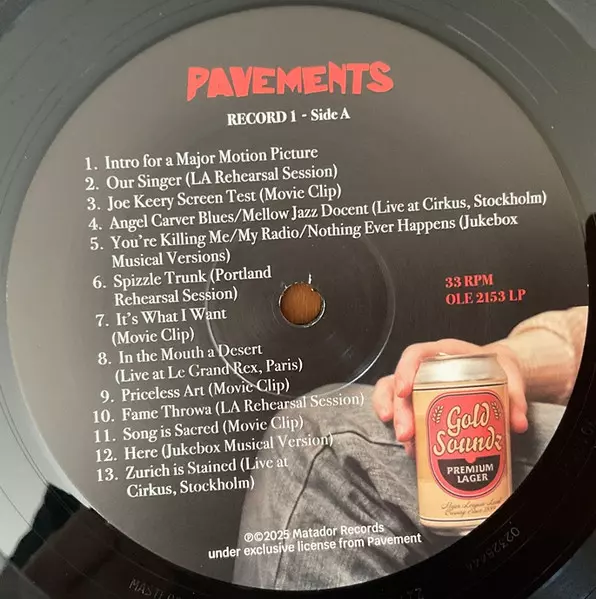 PAVEMENTS
RECORD 1 - Side A
1. Intro for a Major Motion Picture
2. Our Singer (LA Rehearsal Session)
3. Joe Keery Screen Test (Movie Clip)
4. Angel Carver Blues/Mellow Jazz Docent (Live at Cirkus, Stockholm)
5. You're Killing Me/My Radio/Nothing Ever Happens (Jukebox
Musical Versions)
6. Spizzle Trunk (Portland
Rehearsal Session)
7. It's What I Want
(Movie Clip)
8. In the Mouth a Desert
(Live at Le Grand Rex, Paris)
9. Priceless Art (Movie Clip)
10. Fame Throwa (LA Rehearsal Session)
11. Song is Sacred (Movie Clip)
12. Here (Jukebox Musical Version)
13. Zurich is Stained (Live at
Cirkus, Stockholm)
33 RPM
OLE 2153 LP
Gold
Soundz
PREMIUM
LAGER
℗©2025 Matador Records
under exclusive license from Pavement